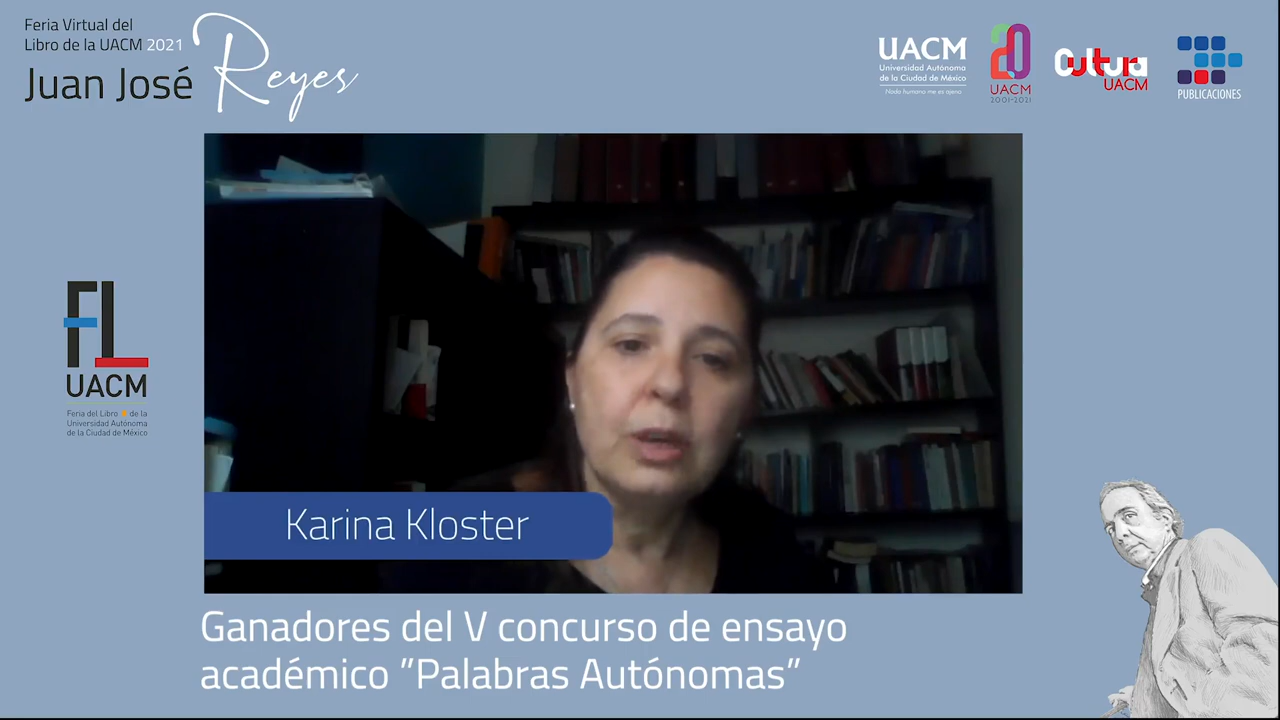 Feria Virtual del
Libro de la UACM 2021
Juan José Reyes
UACM
Universidad Autónoma
de la Ciudad de México
Nada humano me es ajeno
20
UACM
2001-2021
Cultura
UACM
PUBLICACIONES
FL
UACM
Feria del Libro de la
Universidad Autónoma
de la Ciudad de México
Karina Kloster
Ganadores del V concurso de ensayo
académico ”Palabras Autónomas”